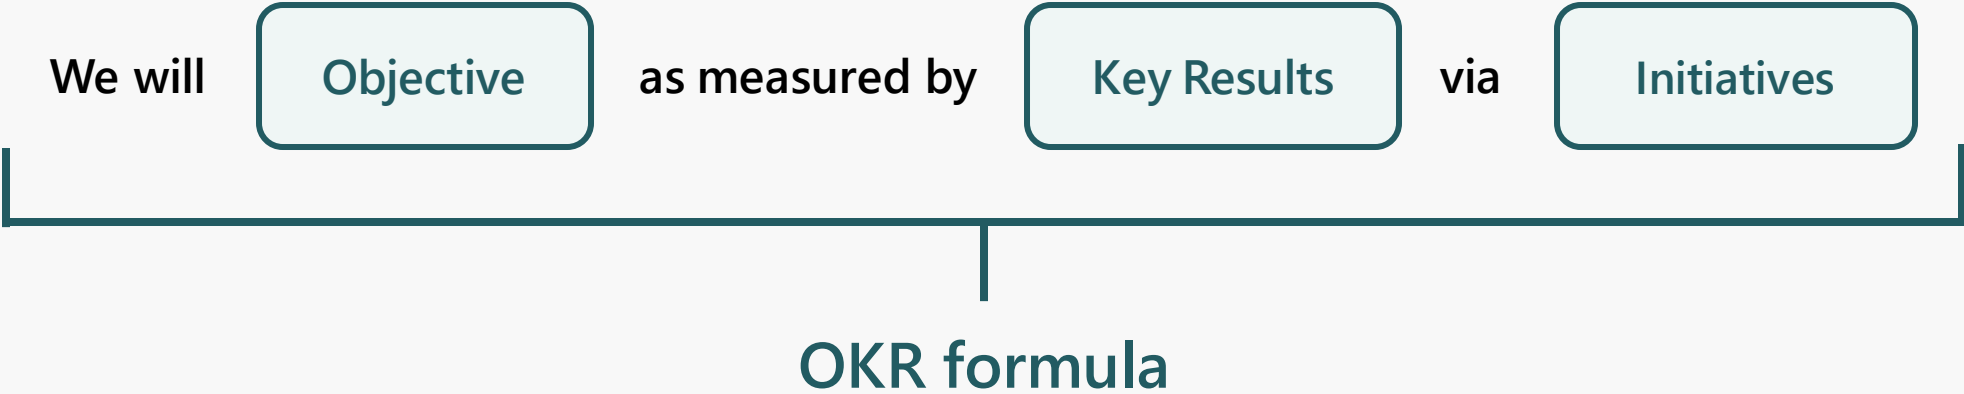 We will Objective as measured by Key Results via Initiatives
OKR formula